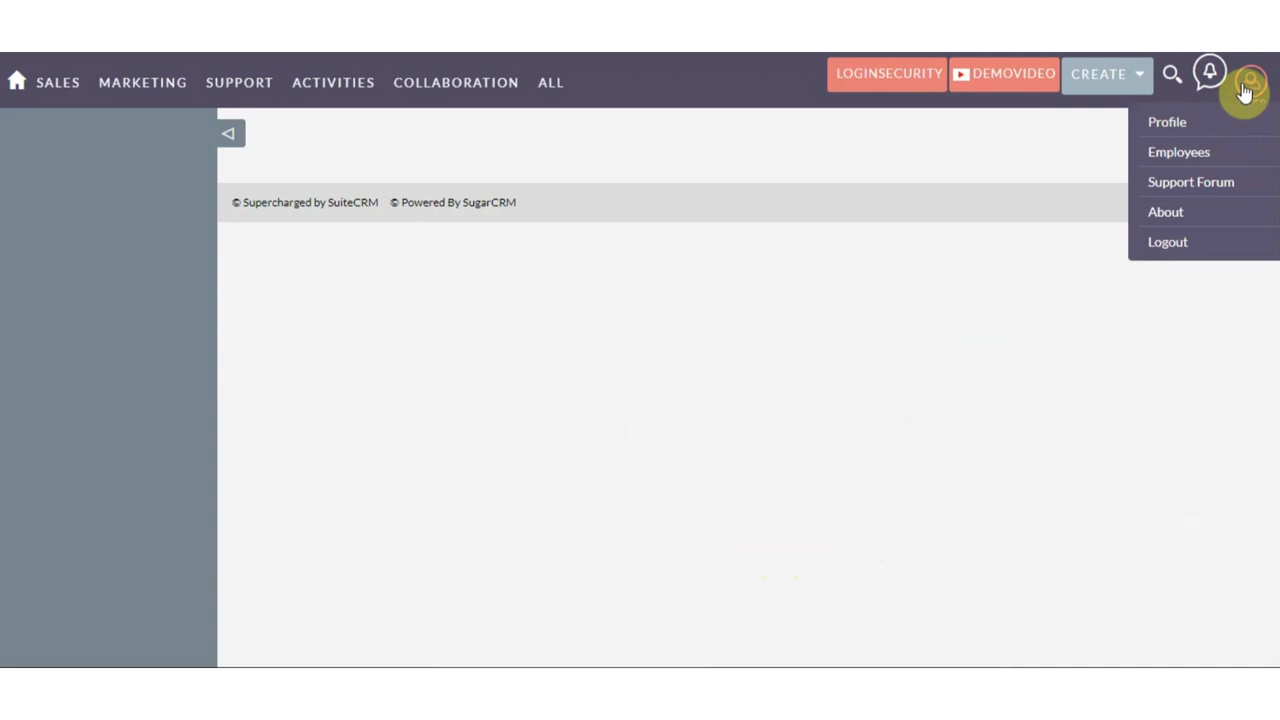 SALES MARKETING SUPPORT ACTIVITIES COLLABORATION ALL LOGINSECURITY DEMOVIDEO CREATE
Profile
Employees
Support Forum
About
Logout
© Supercharged by SuiteCRM © Powered By SugarCRM